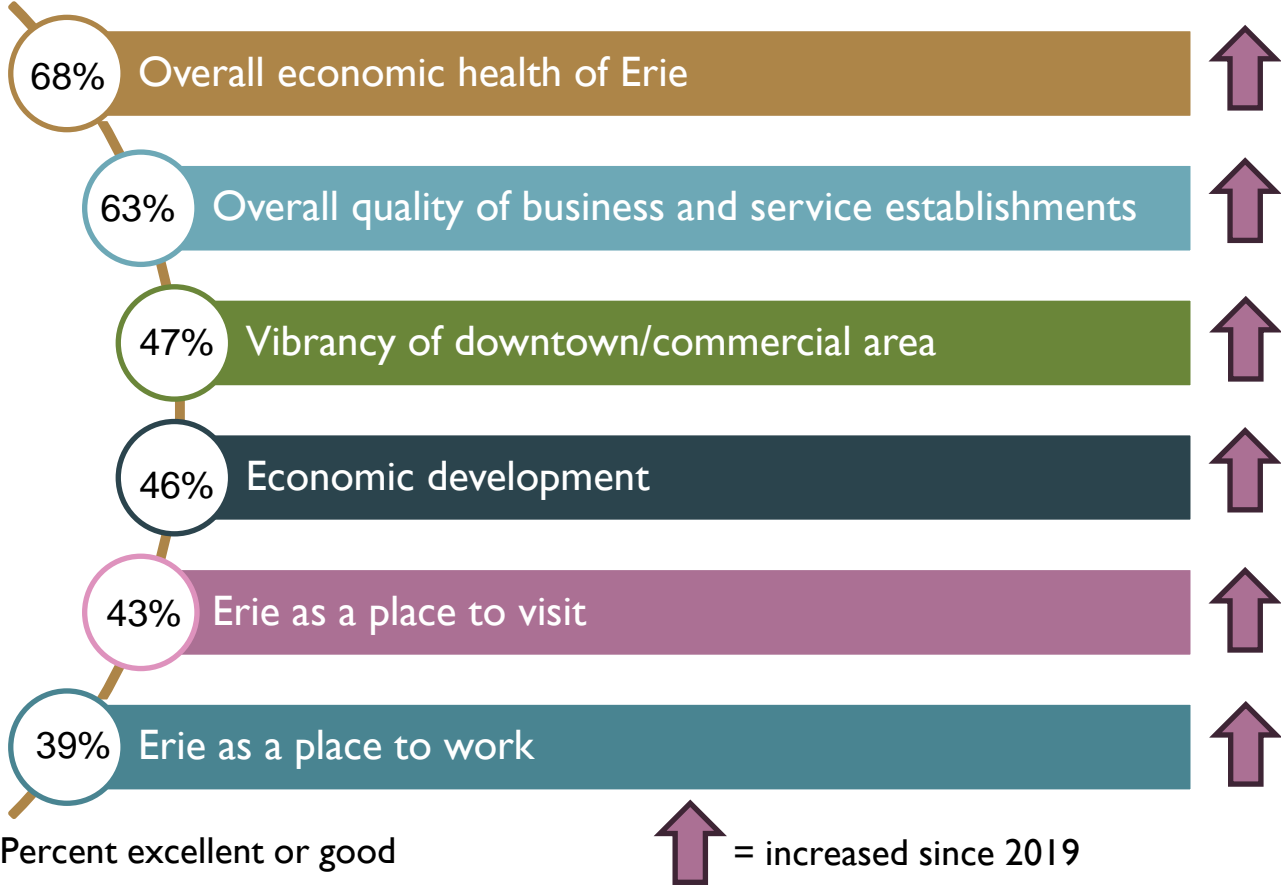 68% Overall economic health of Erie
63% Overall quality of business and service establishments
47% Vibrancy of downtown/commercial area
46% Economic development
43% Erie as a place to visit
39% Erie as a place to work
Percent excellent or good
= increased since 2019